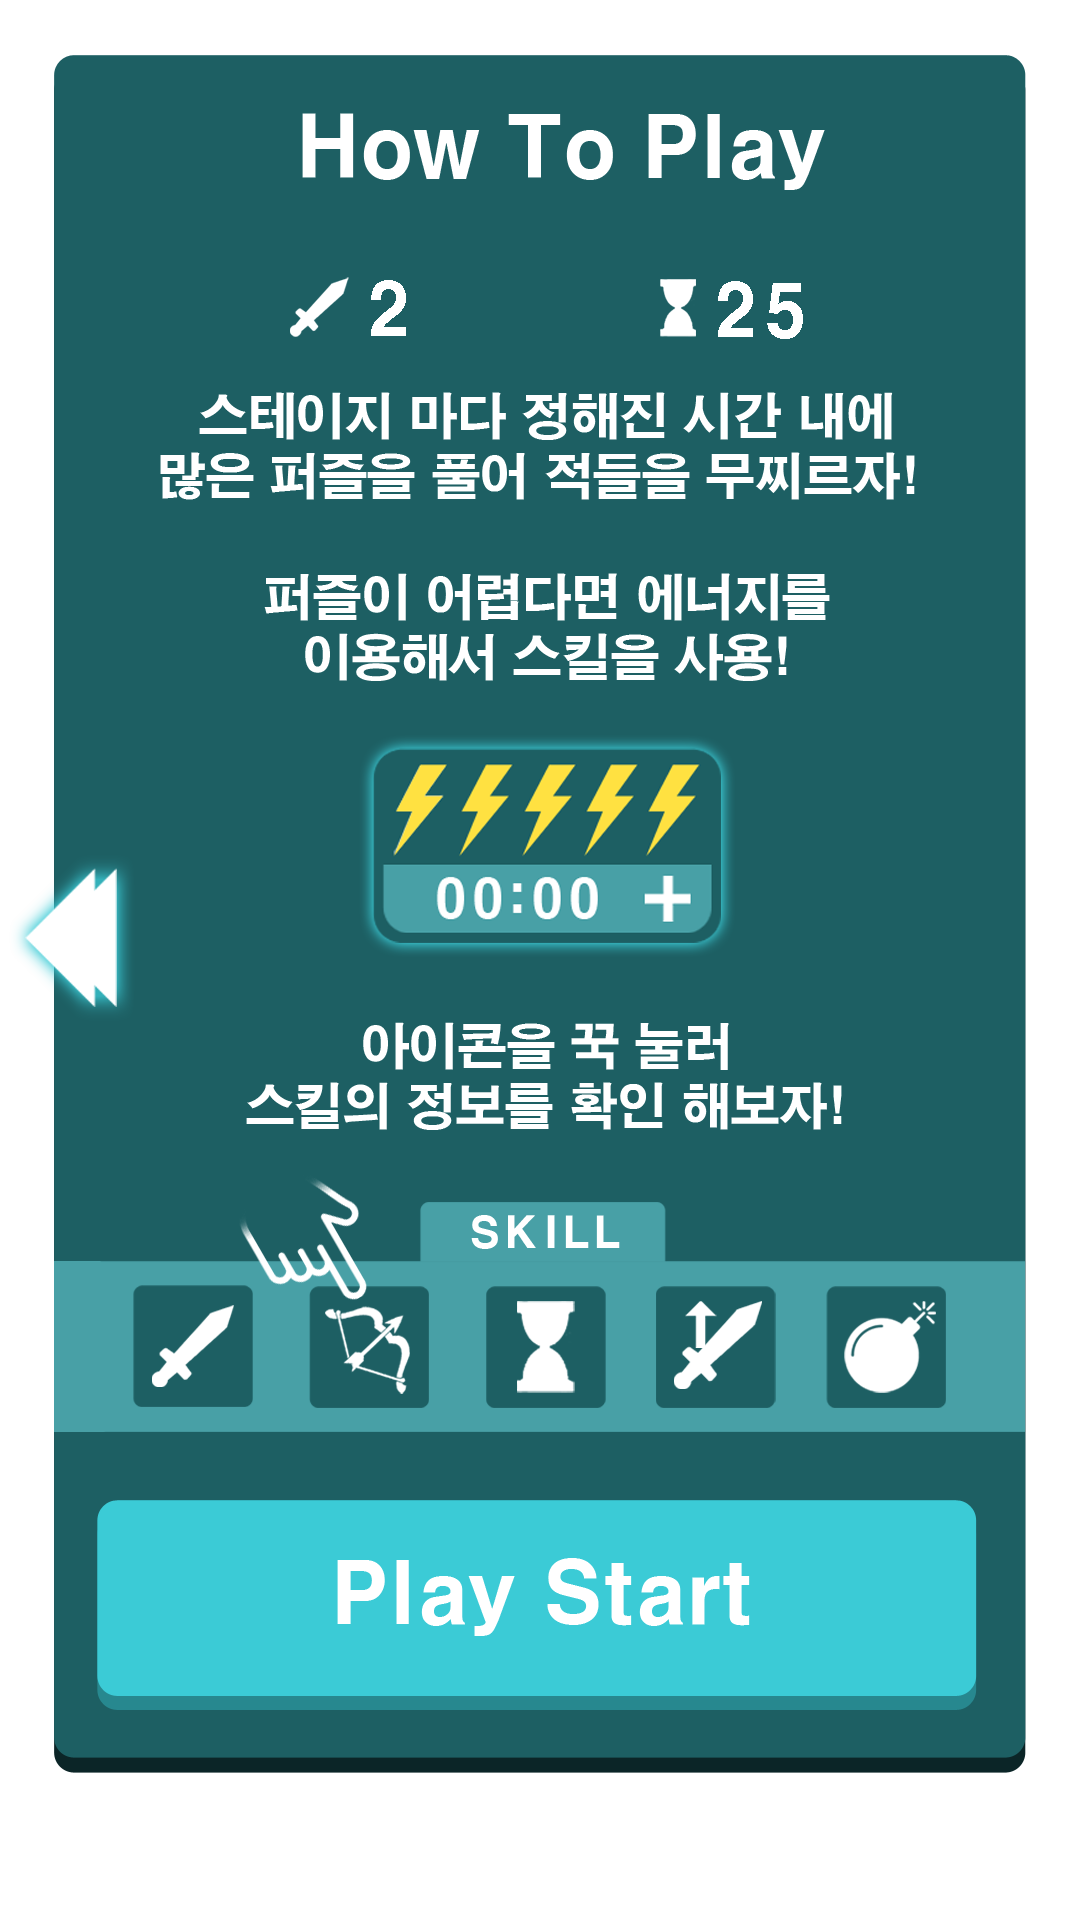 How To Play
2 25
스테이지 마다 정해진 시간 내에
많은 퍼즐을 풀어 적들을 무찌르자!
퍼즐이 어렵다면 에너지를
이용해서 스킬을 사용!
00:00 +
아이콘을 꾹 눌러
스킬의 정보를 확인 해보자!
SKILL
Play Start